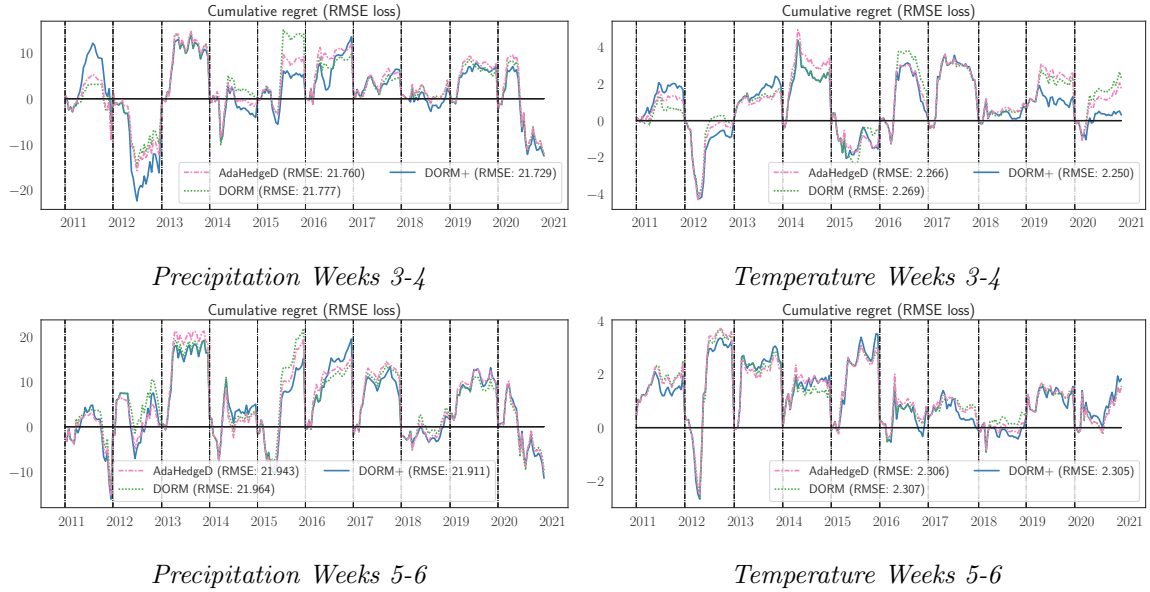 Cumulative regret (RMSE loss)
10
0
−10
−20
AdaHedgeD (RMSE: 21.760)
DORM (RMSE: 21.777)
DORM+ (RMSE: 21.729)
2011 2012 2013 2014 2015 2016 2017 2018 2019 2020 2021
Precipitation Weeks 3-4
Cumulative regret (RMSE loss)
4
2
0
−2
−4
AdaHedgeD (RMSE: 2.266)
DORM (RMSE: 2.269)
DORM+ (RMSE: 2.250)
2011 2012 2013 2014 2015 2016 2017 2018 2019 2020 2021
Temperature Weeks 3-4
Cumulative regret (RMSE loss)
20
10
0
−10
AdaHedgeD (RMSE: 21.943)
DORM (RMSE: 21.964)
DORM+ (RMSE: 21.911)
2011 2012 2013 2014 2015 2016 2017 2018 2019 2020 2021
Precipitation Weeks 5-6
Cumulative regret (RMSE loss)
4
2
0
−2
AdaHedgeD (RMSE: 2.306)
DORM (RMSE: 2.307)
DORM+ (RMSE: 2.305)
2011 2012 2013 2014 2015 2016 2017 2018 2019 2020 2021
Temperature Weeks 5-6